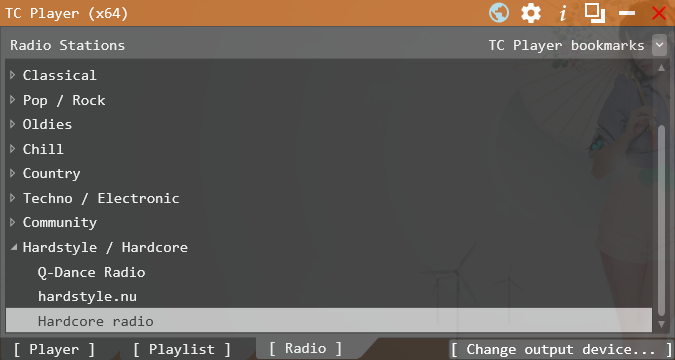 TC Player (x64)
Radio Stations TC Player bookmarks
Classical
Pop / Rock
Oldies
Chill
Country
Techno / Electronic
Community
Hardstyle / Hardcore
Q-Dance Radio
hardstyle.nu
Hardcore radio
[ Player ] [ Playlist ] [ Radio ] [ Change output device... ]